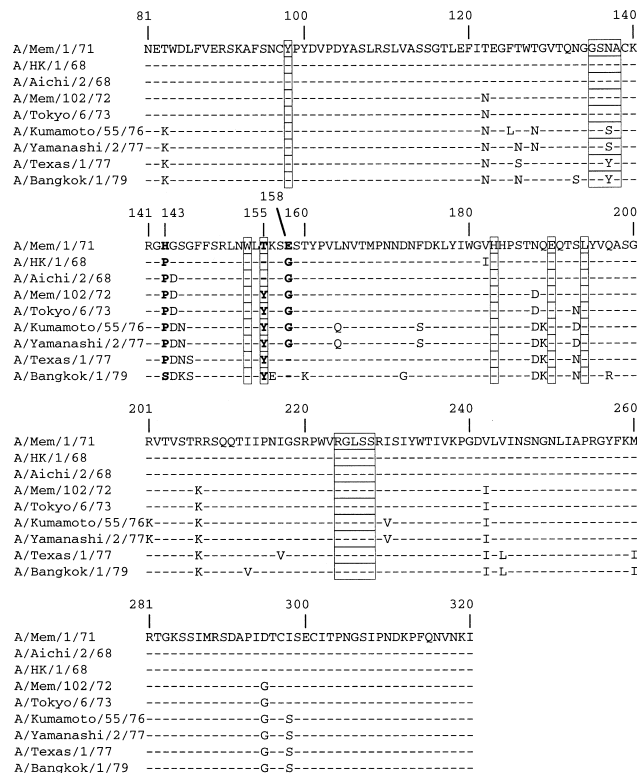 81 100 120 140
A/Mem/1/71 NETWDLFVERSKAFSNCYPYDVPDYASLRSLVASSGTLEFITEGFTWTGVTQNGGSNACK
A/HK/1/68 ------------------------------------------------------------
A/Aichi/2/68 ------------------------------------------------------------
A/Mem/102/72 -----------------------------------------N------------------
A/Tokyo/6/73 -----------------------------------------N------------------
A/Kumamoto/55/76 --K--------------------------------------N--L--N--------S---
A/Yamanashi/2/77 --K--------------------------------------N---N-N--------S---
A/Texas/1/77 --K--------------------------------------N---S----------Y---
A/Bangkok/1/79 --K--------------------------------------N---N------S---Y---
158
141 143 155 160 180 200
A/Mem/1/71 RGHGSGFFSRLNWLTKSESTYPVLNVTMPNNDNFDKLYIWGVHHPSTNQEQTSLYVQASG
A/HK/1/68 --P--------------G-----------------------I------------------
A/Aichi/2/68 --PD-------------G------------------------------------------
A/Mem/102/72 --PD----------Y--G-----------------------------D------------
A/Tokyo/6/73 --PD----------Y--G-----------------------------D----N-------
A/Kumamoto/55/76 --PDN---------Y--G-----Q---------S-------------DK---D-------
A/Yamanashi/2/77 --PDN---------Y--G-----Q---------S-------------DK---D-------
A/Texas/1/77 --PDNS--------Y--------------------------------DK---N-------
A/Bangkok/1/79 --SDKS--------YE---K-----------G---------------DK---N---R---
201 220 240 260
A/Mem/1/71 RVTVSTRRSQQTIIPNIGSRPWVRGLSSRISIYWTIVKPGDVLVINSNGNLIAPRGYFKM
A/HK/1/68 ------------------------------------------------------------
A/Aichi/2/68 ------------------------------------------------------------
A/Mem/102/72 ------K----------------------------------I------------------
A/Tokyo/6/73 ------K----------------------------------I------------------
A/Kumamoto/55/76 K-----K----------------------V-----------I------------------
A/Yamanashi/2/77 K-----K----------------------V-----------I------------------
A/Texas/1/77 ------K---------V------------------------I-L---------------I
A/Bangkok/1/79 ------K-----V----------------------------I-L---------------I
281 300 320
A/Mem/1/71 RTGKSSIMRSDAPIDTCISECITPNGSIPNDKPFQNVNKI
A/Aichi/2/68 ----------------------------------------
A/HK/1/68 ----------------------------------------
A/Mem/102/72 --------------G-------------------------
A/Tokyo/6/73 --------------G-------------------------
A/Kumamoto/55/76 --------------G--S----------------------
A/Yamanashi/2/77 --------------G--S----------------------
A/Texas/1/77 --------------G--S----------------------
A/Bangkok/1/79 --------------G--S----------------------